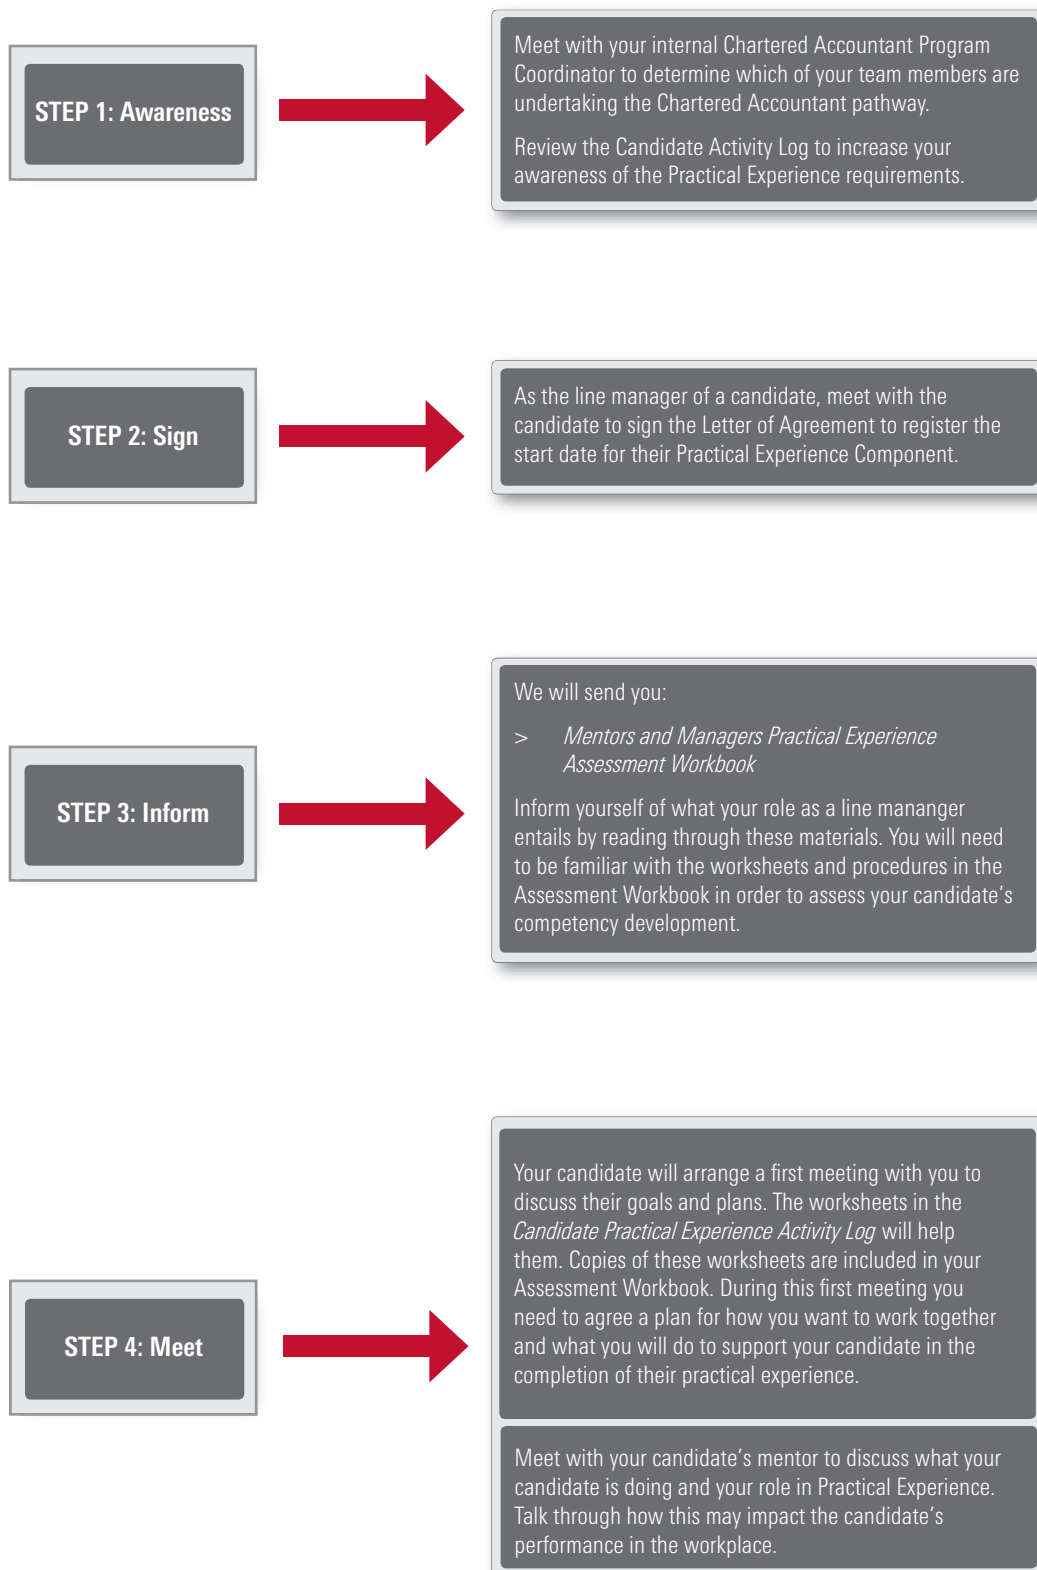 STEP 1: Awareness
Meet with your internal Chartered Accountant Program
Coordinator to determine which of your team members are
undertaking the Chartered Accountant pathway.
Review the Candidate Activity Log to increase your
awareness of the Practical Experience requirements.
STEP 2: Sign
As the line manager of a candidate, meet with the
candidate to sign the Letter of Agreement to register the
start date for their Practical Experience Component.
STEP 3: Inform
We will send you:
> Mentors and Managers Practical Experience
Assessment Workbook
Inform yourself of what your role as a line mananger
entails by reading through these materials. You will need
to be familiar with the worksheets and procedures in the
Assessment Workbook in order to assess your candidate's
competency development.
STEP 4: Meet
Your candidate will arrange a first meeting with you to
discuss their goals and plans. The worksheets in the
Candidate Practical Experience Activity Log will help
them. Copies of these worksheets are included in your
Assessment Workbook. During this first meeting you
need to agree a plan for how you want to work together
and what you will do to support your candidate in the
completion of their practical experience.
Meet with your candidate's mentor to discuss what your
candidate is doing and your role in Practical Experience.
Talk through how this may impact the candidate's
performance in the workplace.